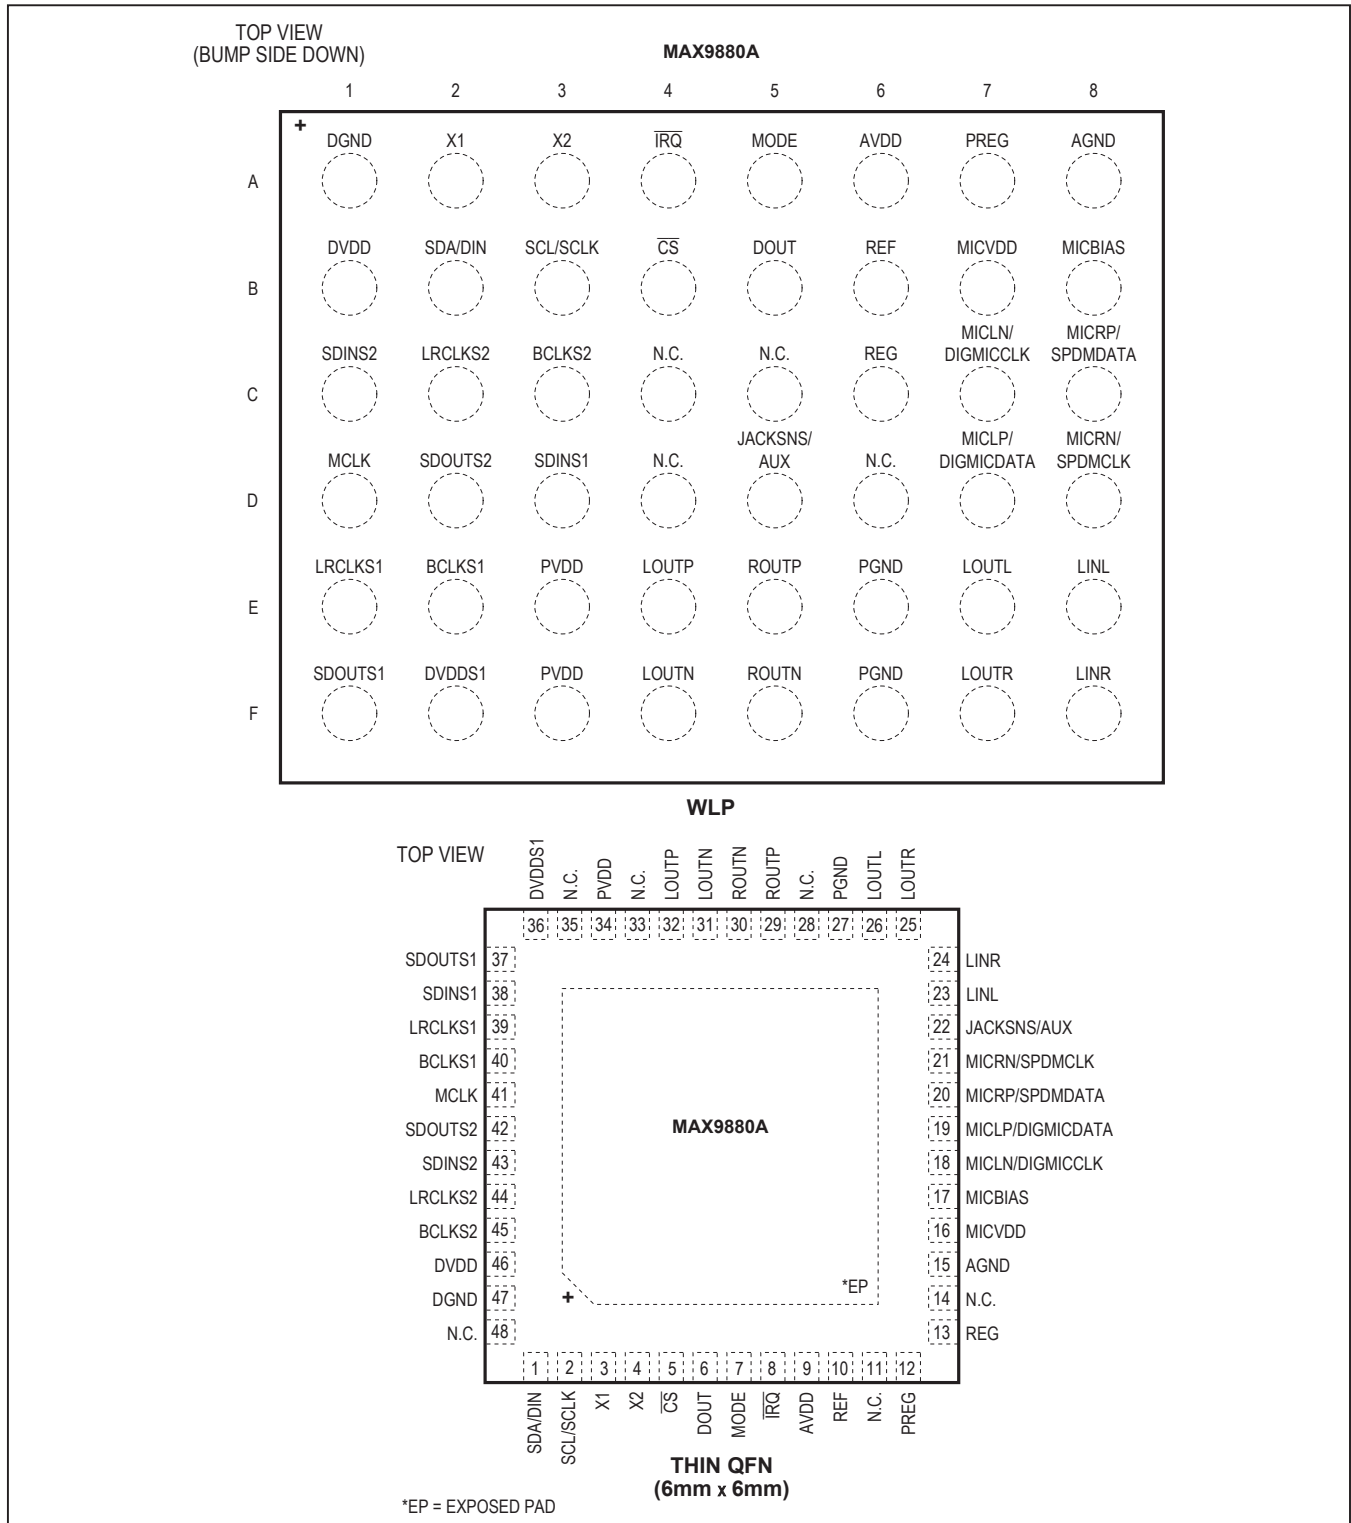 TOP VIEW
(BUMP SIDE DOWN)
MAX9880A
1 2 3 4 5 6 7 8
+
DGND X1 X2 IRQ MODE AVDD PREG AGND
A
DVDD SDA/DIN SCL/SCLK CS DOUT REF MICVDD MICBIAS
B
MICLN/ MICRP/
SDINS2 LRCLKS2 BCLKS2 N.C. N.C. REG DIGMICCLK SPDMDATA
C
JACKSNS/ MICLP/ MICRN/
MCLK SDOUTS2 SDINS1 N.C. AUX N.C. DIGMICDATA SPDMCLK
D
LRCLKS1 BCLKS1 PVDD LOUTP ROUTP PGND LOUTL LINL
E
SDOUTS1 DVDDS1 PVDD LOUTN ROUTN PGND LOUTR LINR
F
WLP
TOP VIEW
DVDDS1 N.C. PVDD N.C. LOUTP LOUTN ROUTN ROUTP N.C. PGND LOUTL LOUTR
36 35 34 33 32 31 30 29 28 27 26 25
SDOUTS1 37 24 LINR
SDINS1 38 23 LINL
LRCLKS1 39 22 JACKSNS/AUX
BCLKS1 40 21 MICRN/SPDMCLK
MCLK 41 20 MICRP/SPDMDATA
SDOUTS2 42 MAX9880A 19 MICLP/DIGMICDATA
SDINS2 43 18 MICLN/DIGMICCLK
LRCLKS2 44 17 MICBIAS
BCLKS2 45 16 MICVDD
DVDD 46 15 AGND
*EP
DGND 47 + 14 N.C.
N.C. 48 13 REG
1 2 3 4 5 6 7 8 9 10 11 12
SDA/DIN SCL/SCLK X1 X2 CS DOUT MODE IRQ AVDD REF N.C. PREG
THIN QFN
(6mm x 6mm)
*EP = EXPOSED PAD